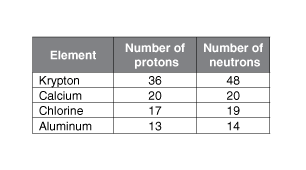 Element Number of protons Number of neutrons
Krypton 36 48
Calcium 20 20
Chlorine 17 19
Aluminum 13 14